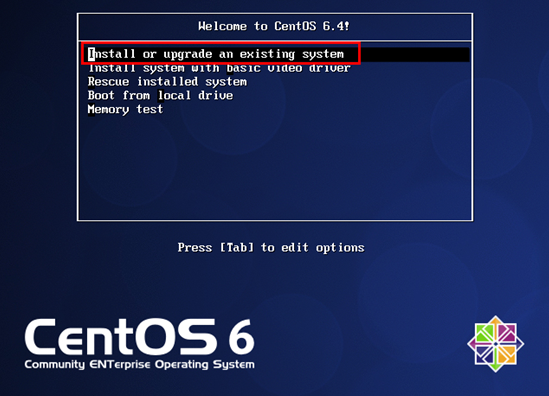 Welcome to CentOS 6.4!
Install or upgrade an existing system
Install system with basic video driver
Rescue installed system
Boot from local drive
Memory test
Press [Tab] to edit options
CentOS 6
Community ENTerprise Operating System